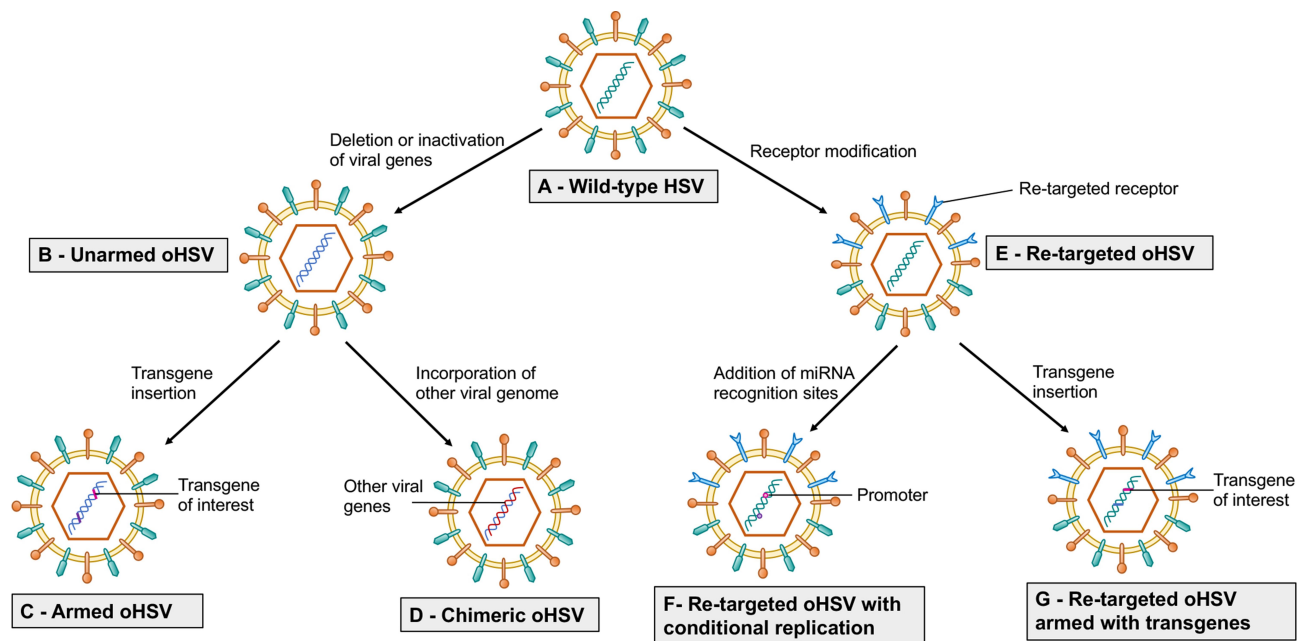 A - Wild-type HSV
Deletion or inactivation
of viral genes
Receptor modification
Re-targeted receptor
B - Unarmed oHSV
E - Re-targeted oHSV
Transgene
insertion
Incorporation of
other viral genome
Addition of miRNA
recognition sites
Transgene
insertion
Transgene
of interest
Other viral
genes
Promoter
Transgene
of interest
C - Armed oHSV
D - Chimeric oHSV
F- Re-targeted oHSV with
conditional replication
G - Re-targeted oHSV
armed with transgenes